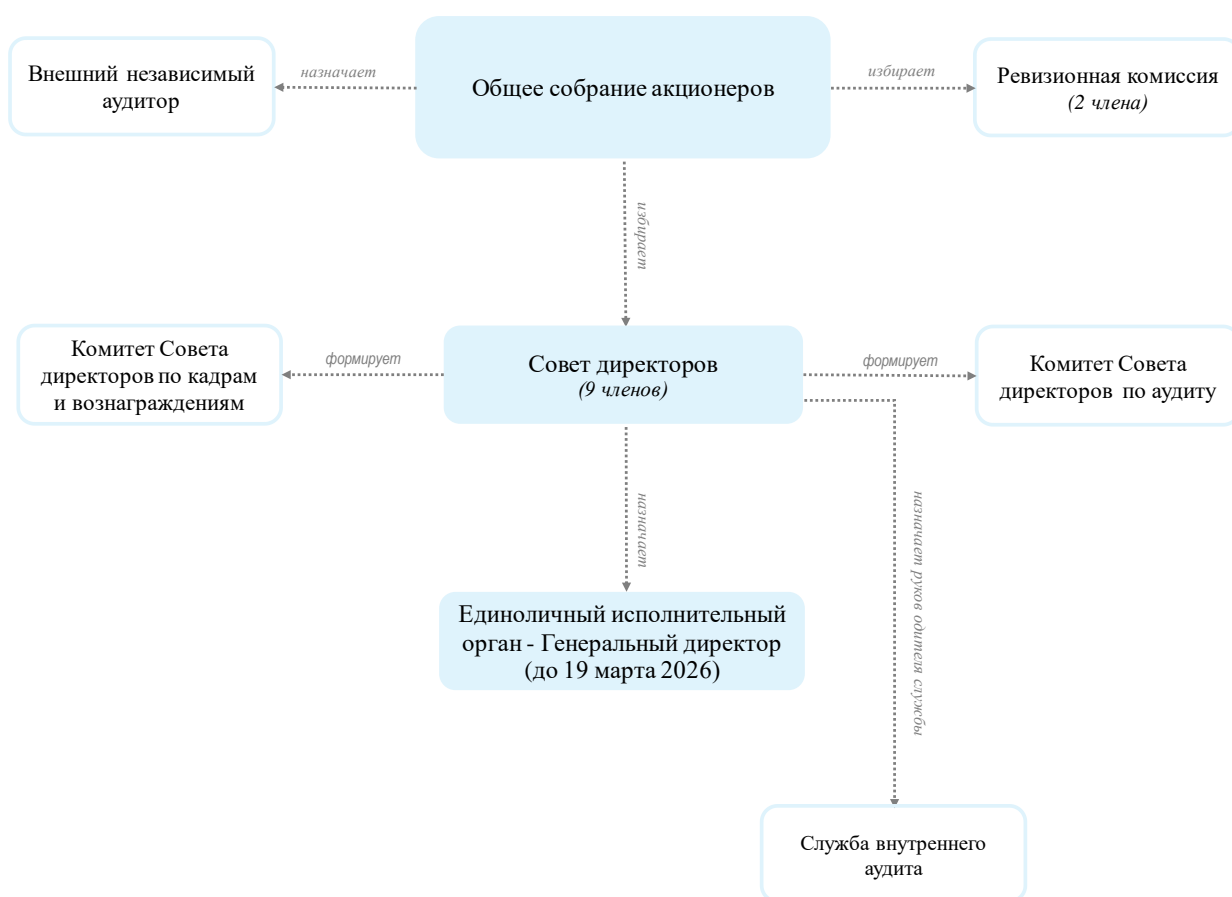 Внешний независимый
аудитор
назначает
Общее собрание акционеров
избирает
Ревизионная комиссия
(2 члена)
избирает
Комитет Совета
директоров по кадрам
и вознаграждениям
формирует
Совет директоров
(9 членов)
формирует
Комитет Совета
директоров по аудиту
назначает
назначает руков одителя службы
Единоличный исполнительный
орган - Генеральный директор
(до 19 марта 2026)
Служба внутреннего
аудита